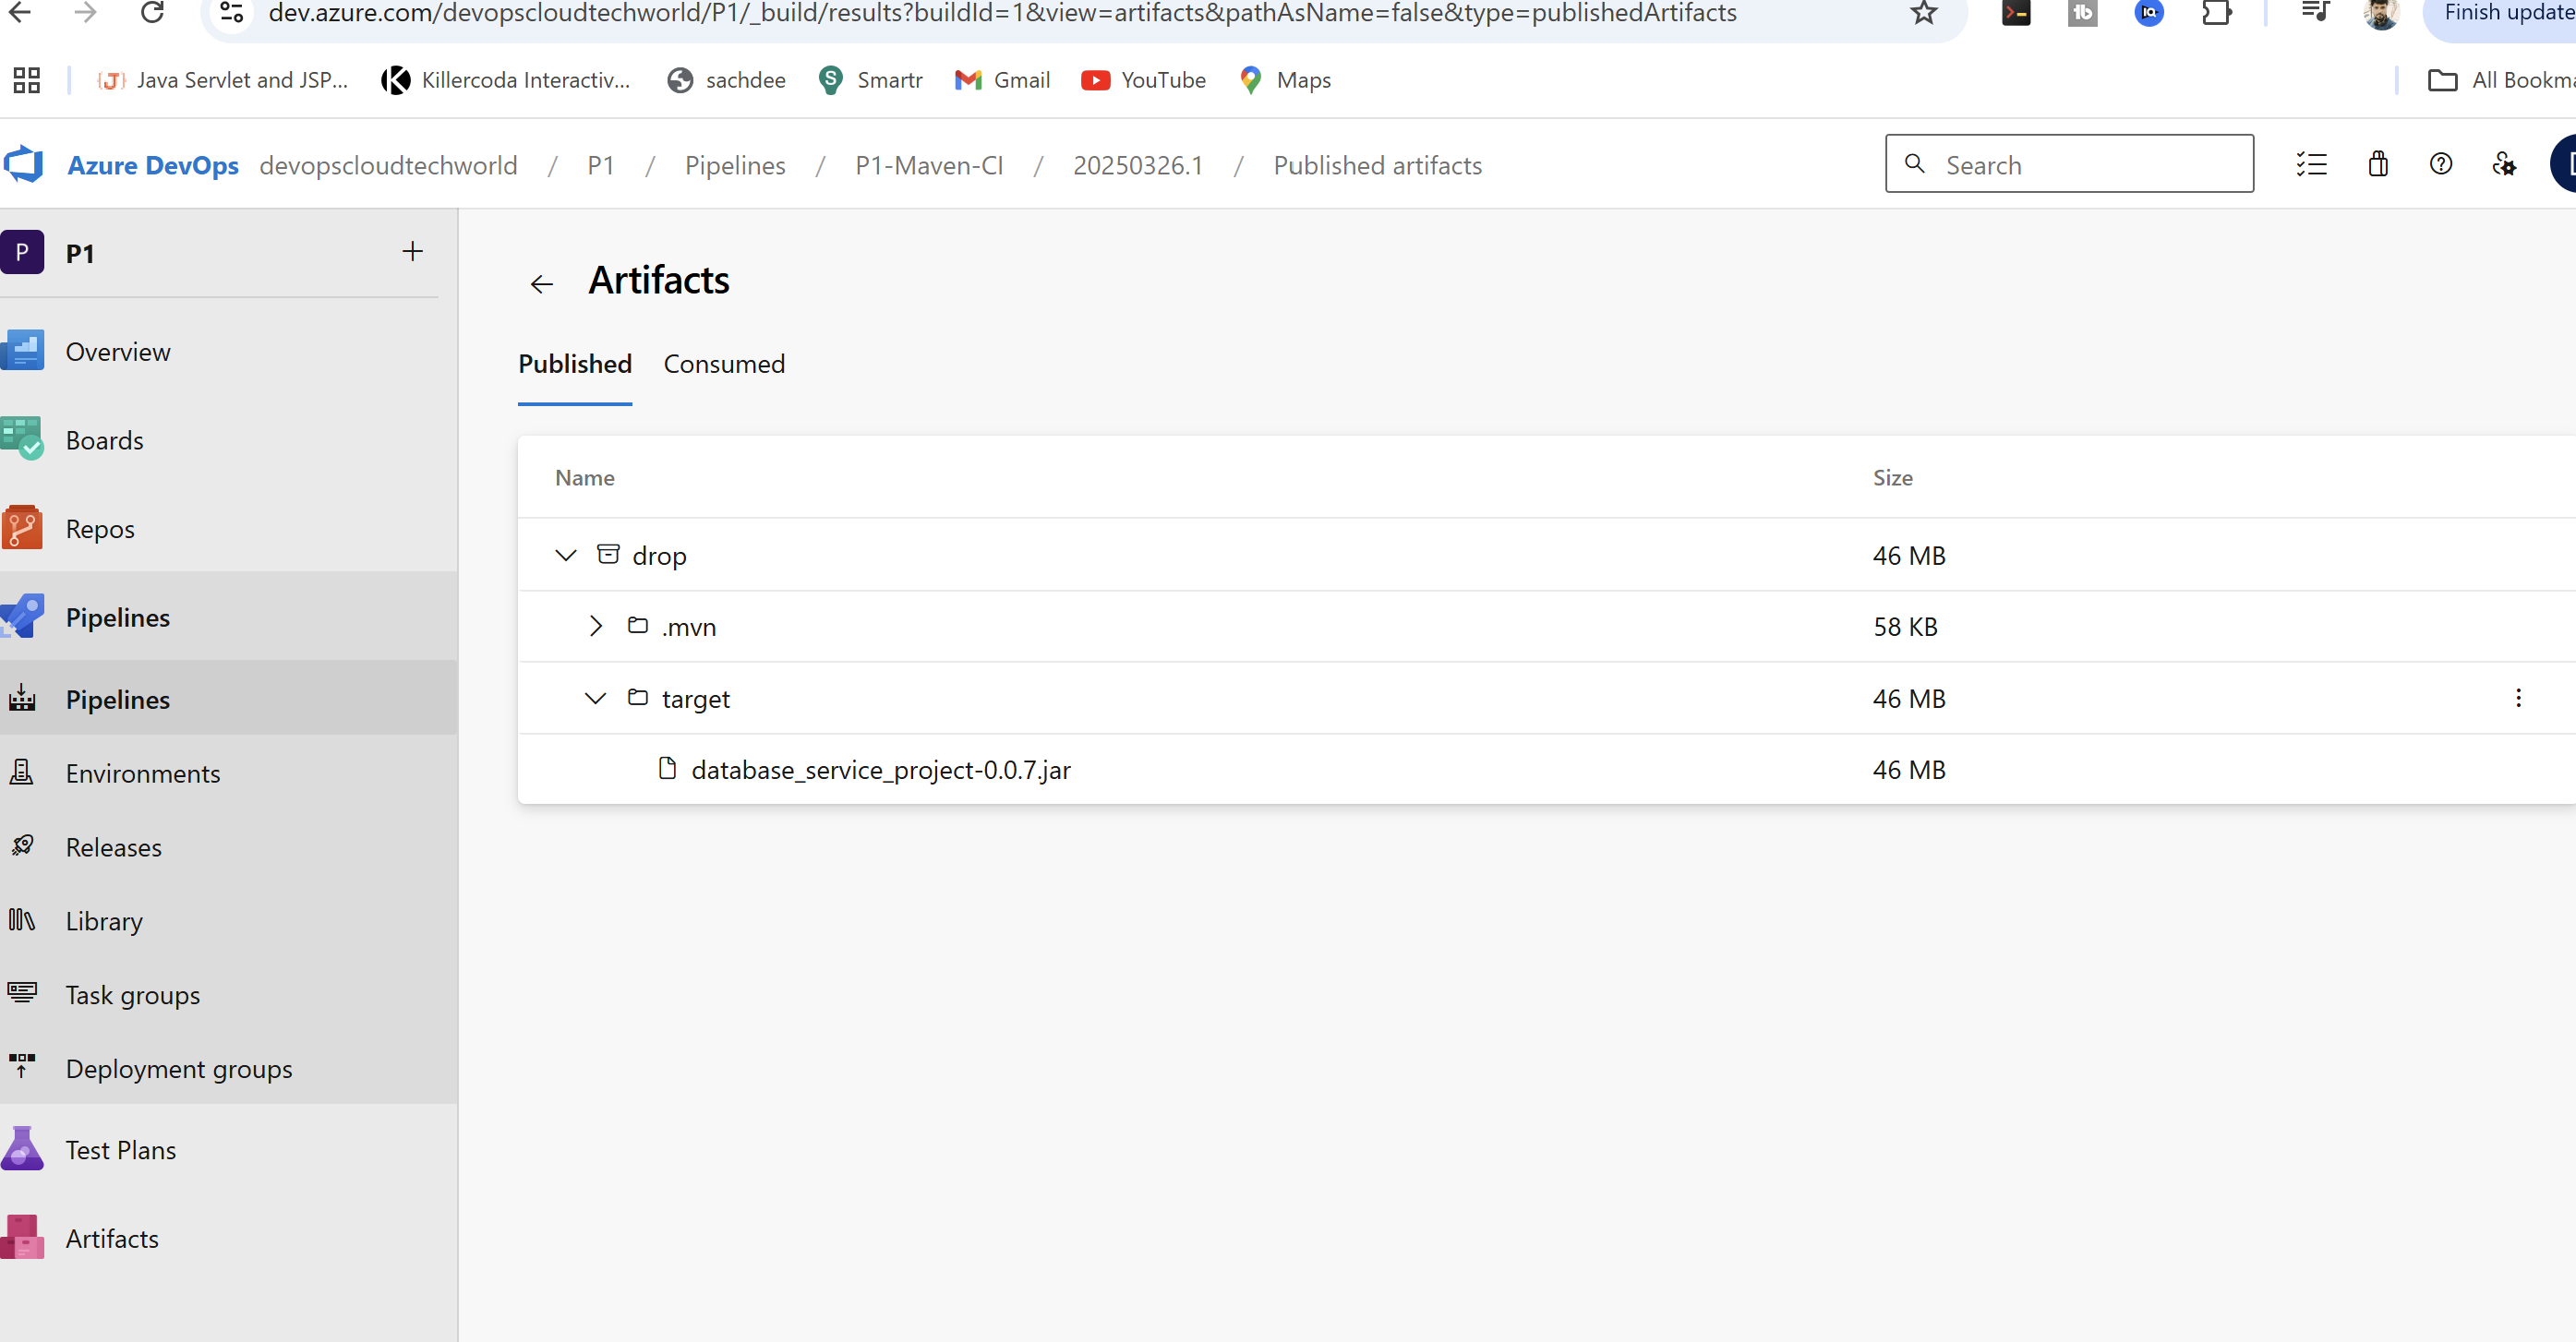 dev.azure.com/devopscloudtechworld/P1/_build/results?buildId=1&view=artifacts&pathAsName=false&type=publishedArtifacts
Finish update
Java Servlet and JSP...
Killercoda Interactiv...
sachdee
Smartr
Gmail
YouTube
Maps
All Bookma
Azure DevOps devopscloudtechworld / P1 / Pipelines / P1-Maven-CI / 20250326.1 / Published artifacts
Search
P P1
Overview
Boards
Repos
Pipelines
Pipelines
Environments
Releases
Library
Task groups
Deployment groups
Test Plans
Artifacts
Artifacts
Published Consumed
Name Size
drop 46 MB
.mvn 58 KB
target 46 MB
database_service_project-0.0.7.jar 46 MB